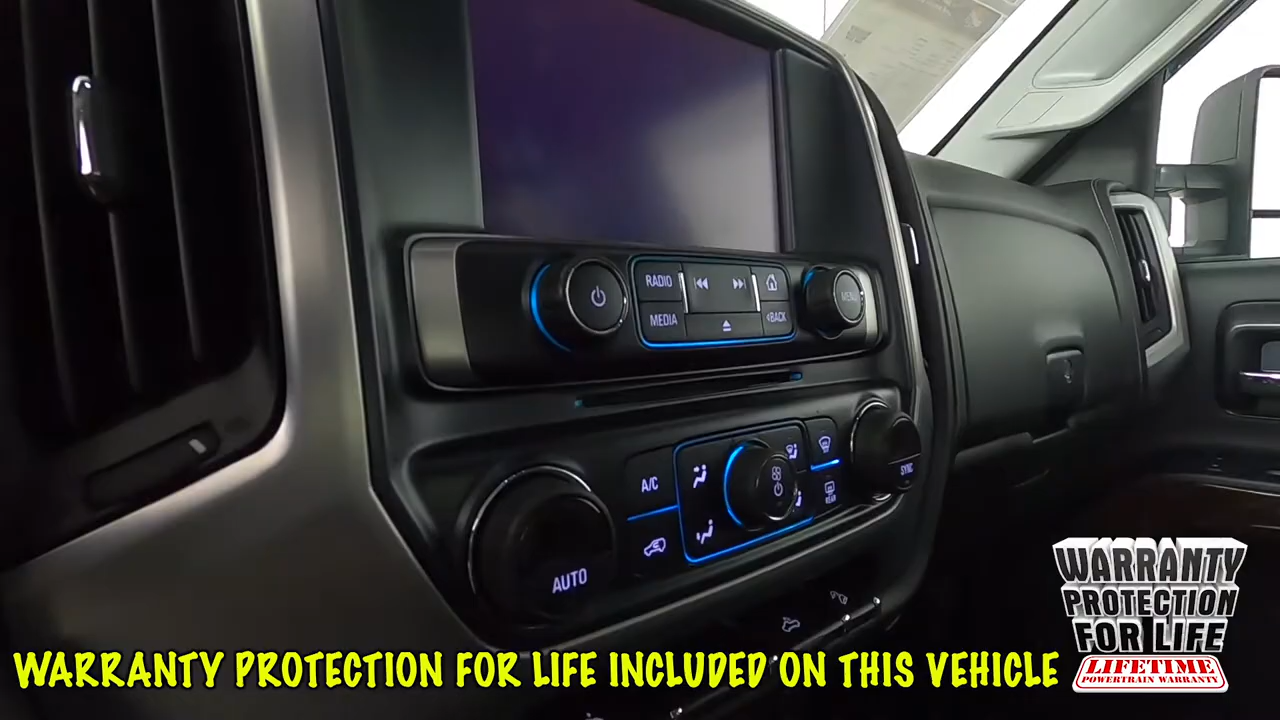 RADIO
MEDIA
<BACK
MENU
A/C
AUTO
SYNC
REAR
WARRANTY PROTECTION FOR LIFE INCLUDED ON THIS VEHICLE
WARRANTY
PROTECTION
FOR LIFE
LIFETIME
POWERTRAIN WARRANTY